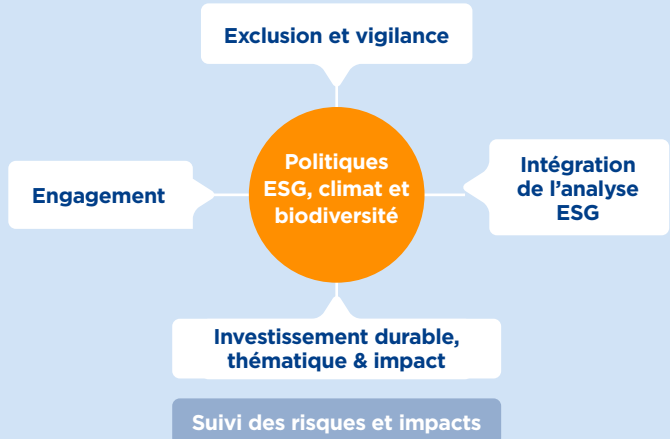 Exclusion et vigilance
Politiques
ESG, climat et
biodiversité
Engagement
Intégration
de l'analyse
ESG
Investissement durable,
thématique & impact
Suivi des risques et impacts